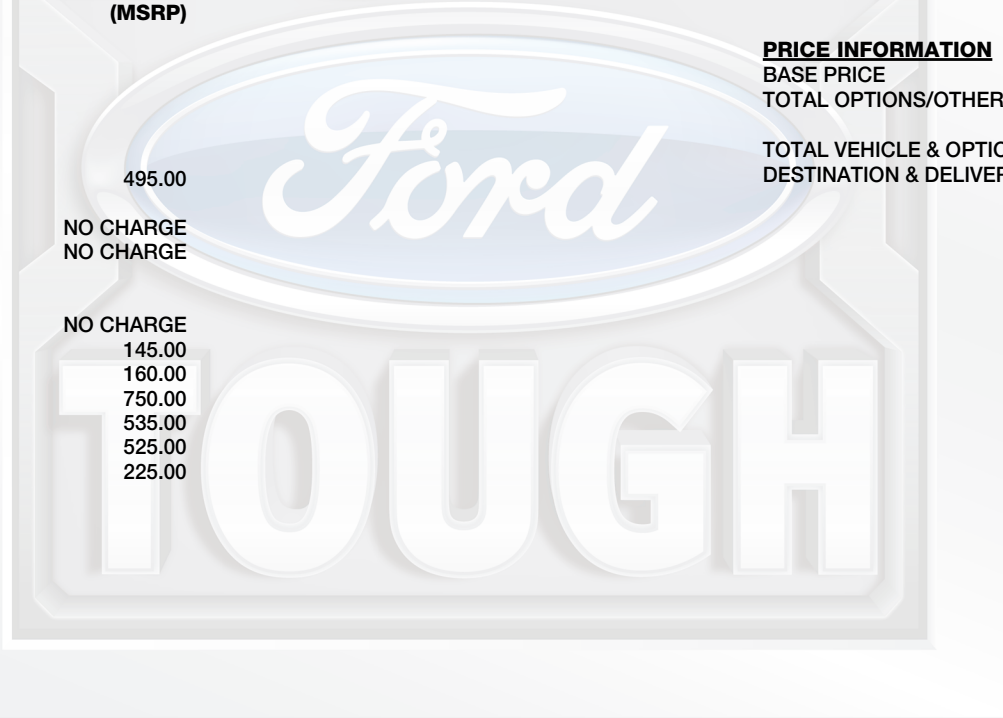 (MSRP)
495.00
NO CHARGE
NO CHARGE
NO CHARGE
145.00
160.00
750.00
535.00
525.00
225.00
PRICE INFORMATION
BASE PRICE
TOTAL OPTIONS/OTHER
TOTAL VEHICLE & OPTIO
DESTINATION & DELIVER
Ford
TOUGH